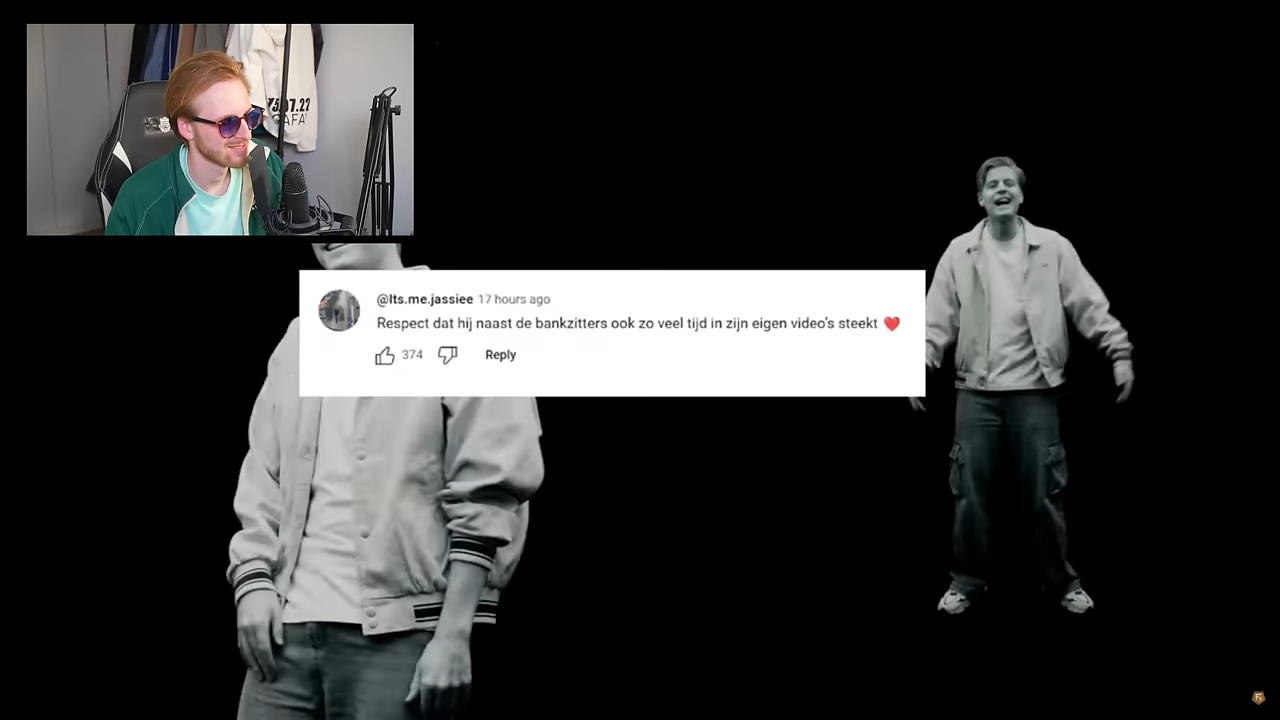 @Its.me.jassiee 17 hours ago
Respect dat hij naast de bankzitters ook zo veel tijd in zijn eigen video's steekt ❤️
374 Reply